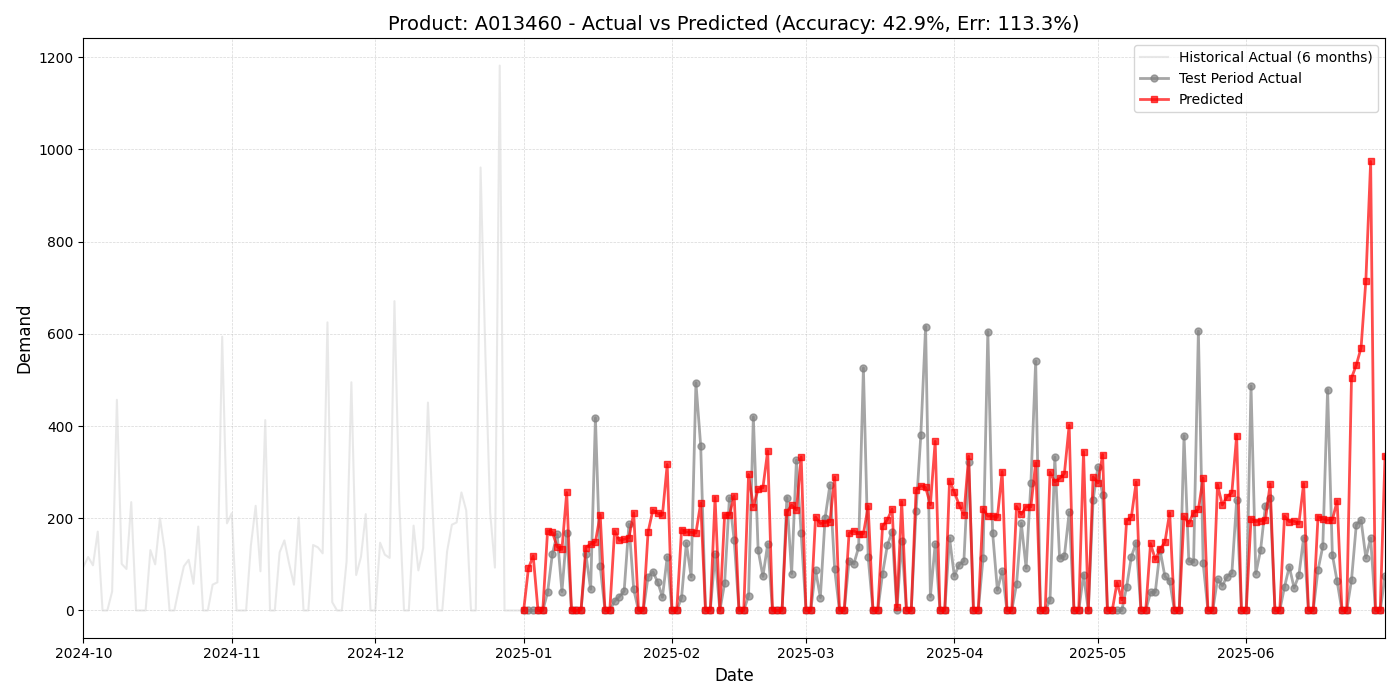 Product: A013460 - Actual vs Predicted (Accuracy: 42.9%, Err: 113.3%)
Historical Actual (6 months)
Test Period Actual
Predicted
Demand
1200
1000
800
600
400
200
0
2024-10
2024-11
2024-12
2025-01
2025-02
2025-03
2025-04
2025-05
2025-06
Date